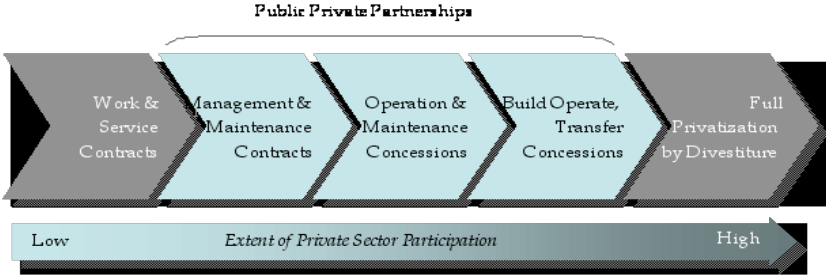 Public Private Partnerships
Work &
Service
Contracts
Management &
Maintenance
Contracts
Operation &
Maintenance
Concessions
Build Operate,
Transfer
Concessions
Full
Privatization
by Divestiture
Low
Extent of Private Sector Participation
High